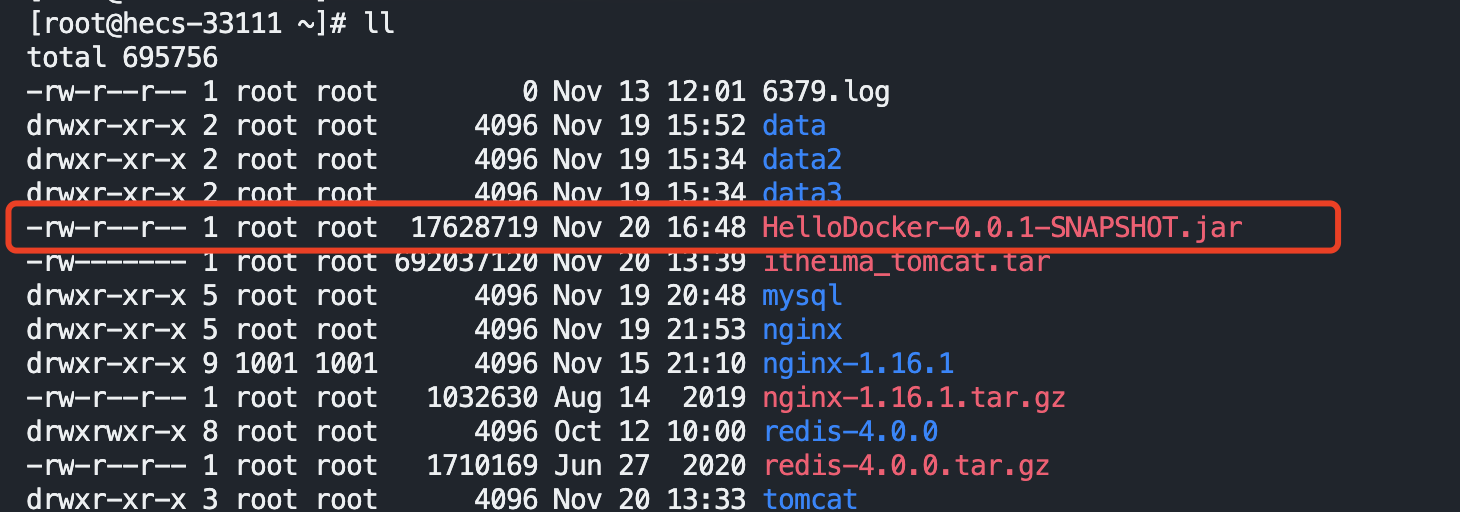 [root@hecs-33111 ~]# ll
total 695756
-rw-r--r-- 1 root root         0 Nov 13 12:01 6379.log
drwxr-xr-x 2 root root      4096 Nov 19 15:52 data
drwxr-xr-x 2 root root      4096 Nov 19 15:34 data2
drwxr-xr-x 2 root root      4096 Nov 19 15:34 data3
-rw-r--r-- 1 root root  17628719 Nov 20 16:48 HelloDocker-0.0.1-SNAPSHOT.jar
-rw------- 1 root root 692037120 Nov 20 13:39 itheima_tomcat.tar
drwxr-xr-x 5 root root      4096 Nov 19 20:48 mysql
drwxr-xr-x 5 root root      4096 Nov 19 21:53 nginx
drwxr-xr-x 9 1001 1001      4096 Nov 15 21:10 nginx-1.16.1
-rw-r--r-- 1 root root   1032630 Aug 14  2019 nginx-1.16.1.tar.gz
drwxrwxr-x 8 root root      4096 Oct 12 10:00 redis-4.0.0
-rw-r--r-- 1 root root   1710169 Jun 27  2020 redis-4.0.0.tar.gz
drwxr-xr-x 3 root root      4096 Nov 20 13:33 tomcat